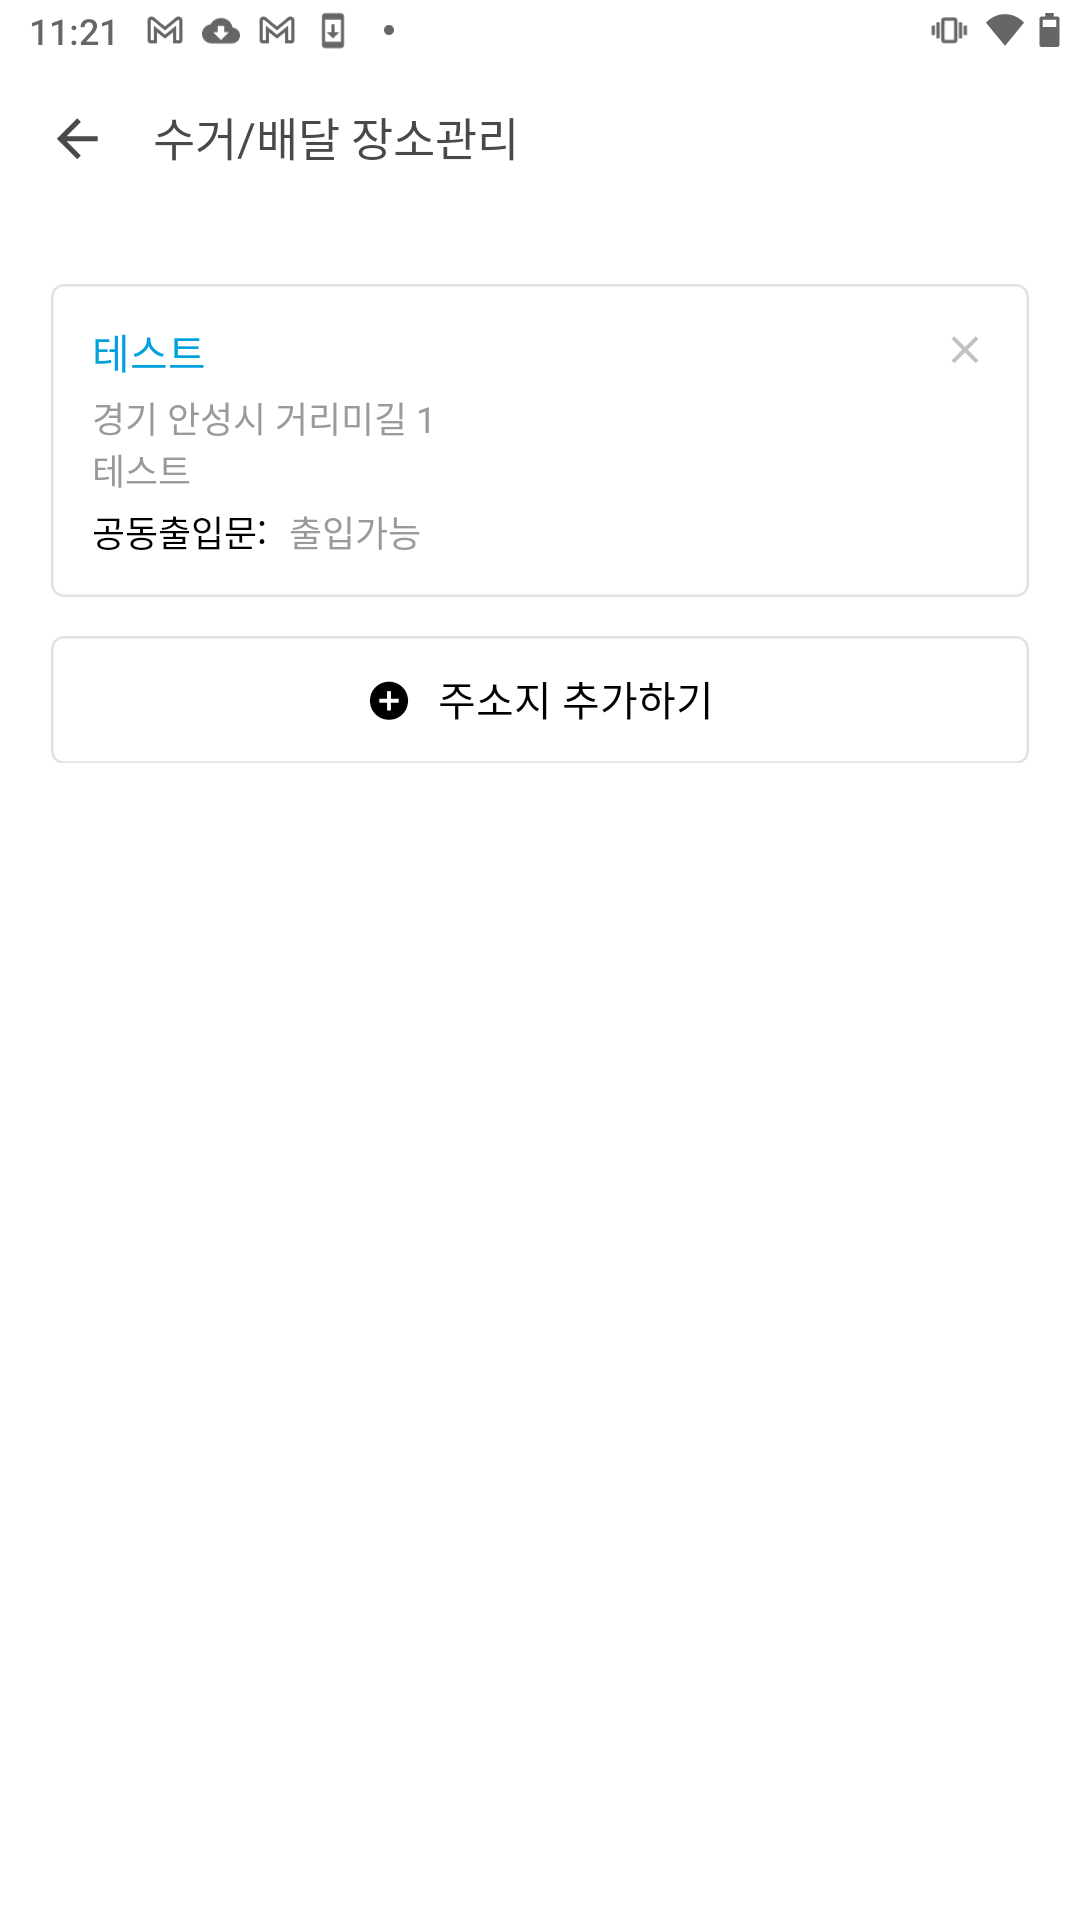 11:21
수거/배달 장소관리
테스트
경기 안성시 거리미길 1
테스트
공동출입문: 출입가능
주소지 추가하기